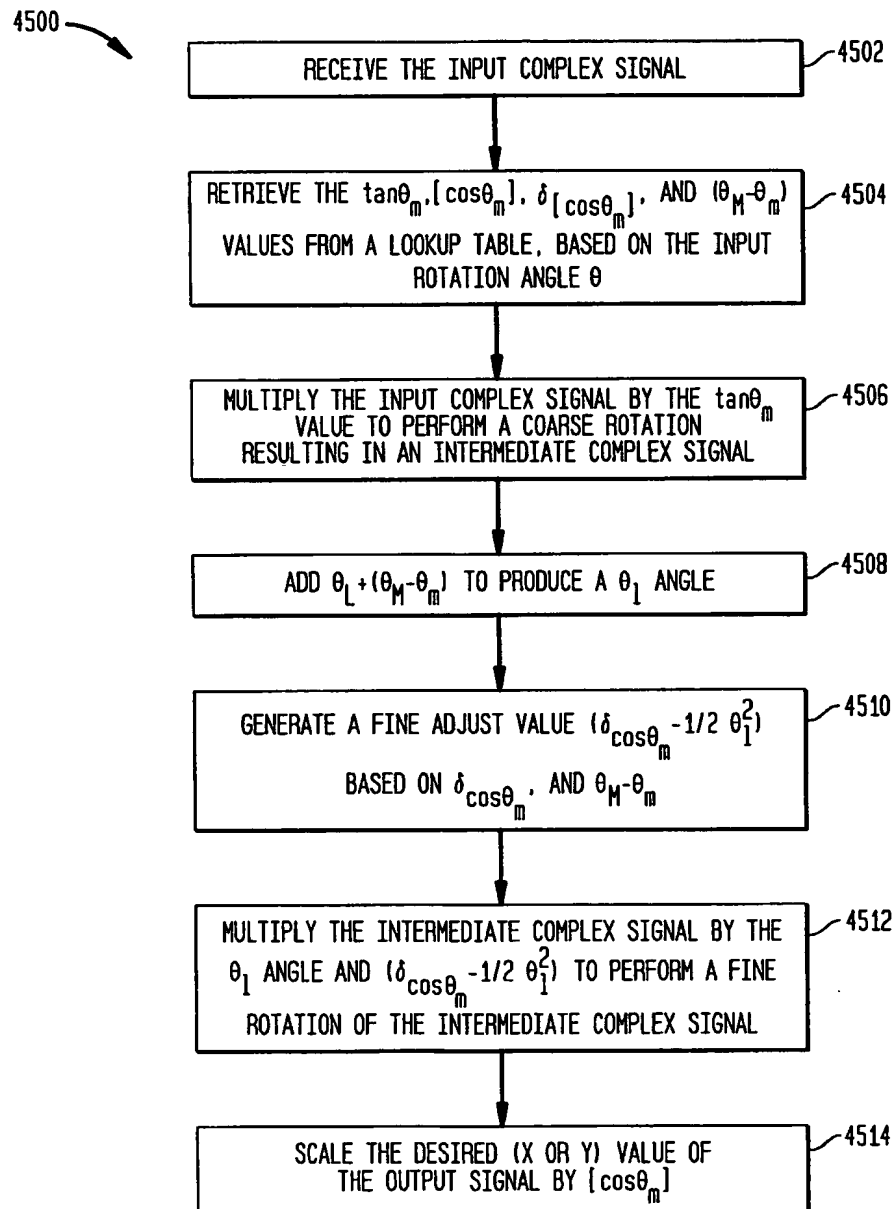 4500
RECEIVE THE INPUT COMPLEX SIGNAL
4502
RETRIEVE THE tanθm,[cosθm], δ[cosθm], AND (θM-θm)
VALUES FROM A LOOKUP TABLE, BASED ON THE INPUT
ROTATION ANGLE θ
4504
MULTIPLY THE INPUT COMPLEX SIGNAL BY THE tanθm
VALUE TO PERFORM A COARSE ROTATION
RESULTING IN AN INTERMEDIATE COMPLEX SIGNAL
4506
ADD θL+(θM-θm) TO PRODUCE A θl ANGLE
4508
GENERATE A FINE ADJUST VALUE (δcosθm-1/2 θl²)
BASED ON δcosθm, AND θM-θm
4510
MULTIPLY THE INTERMEDIATE COMPLEX SIGNAL BY THE
θl ANGLE AND (δcosθm-1/2 θl²) TO PERFORM A FINE
ROTATION OF THE INTERMEDIATE COMPLEX SIGNAL
4512
SCALE THE DESIRED (X OR Y) VALUE OF
THE OUTPUT SIGNAL BY [cosθm]
4514